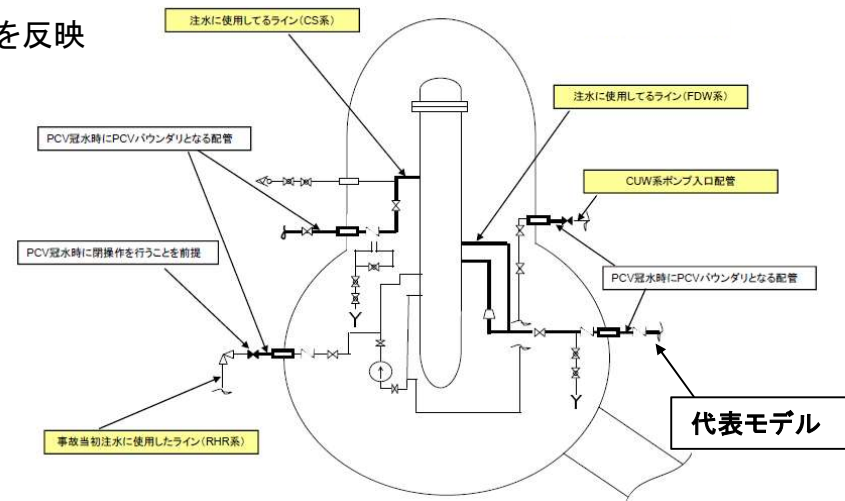 を反映
注水に使用してるライン(CS系)
注水に使用してるライン(FDW系)
PCV冠水時にPCVバウンダリとなる配管
CUW系ポンプ入口配管
PCV冠水時に閉操作を行うことを前提
PCV冠水時にPCVバウンダリとなる配管
代表モデル
事故当初注水に使用したライン(RHR系)